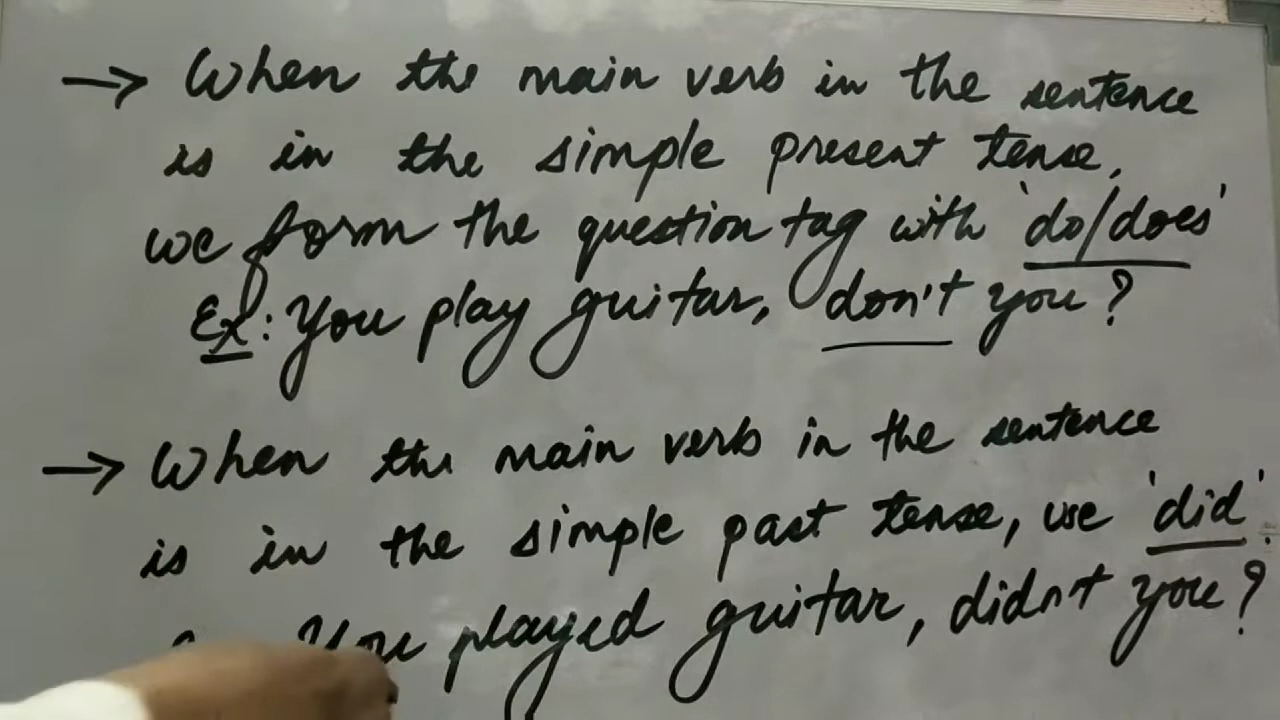 → When the main verb in the sentence
is in the simple present tense,
we form the question tag with 'do/does'
Ex: You play guitar, don't you?
→ When the main verb in the sentence
is in the simple past tense, use 'did'.
You played guitar, didn't you?